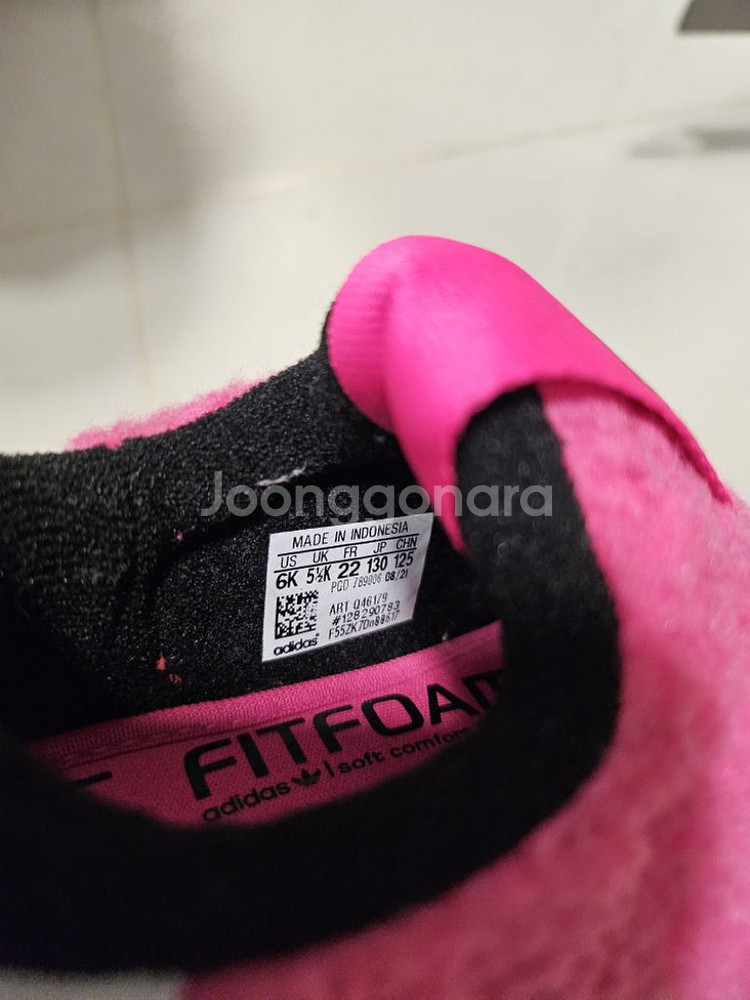 Joonggonara
MADE IN INDONESIA
US UK FR JP CHN
6K 5½K 22 130 125
PGD 789006 08/21
ART Q46179
#128290783
adidas
FITFOAM
adidas | soft comfort